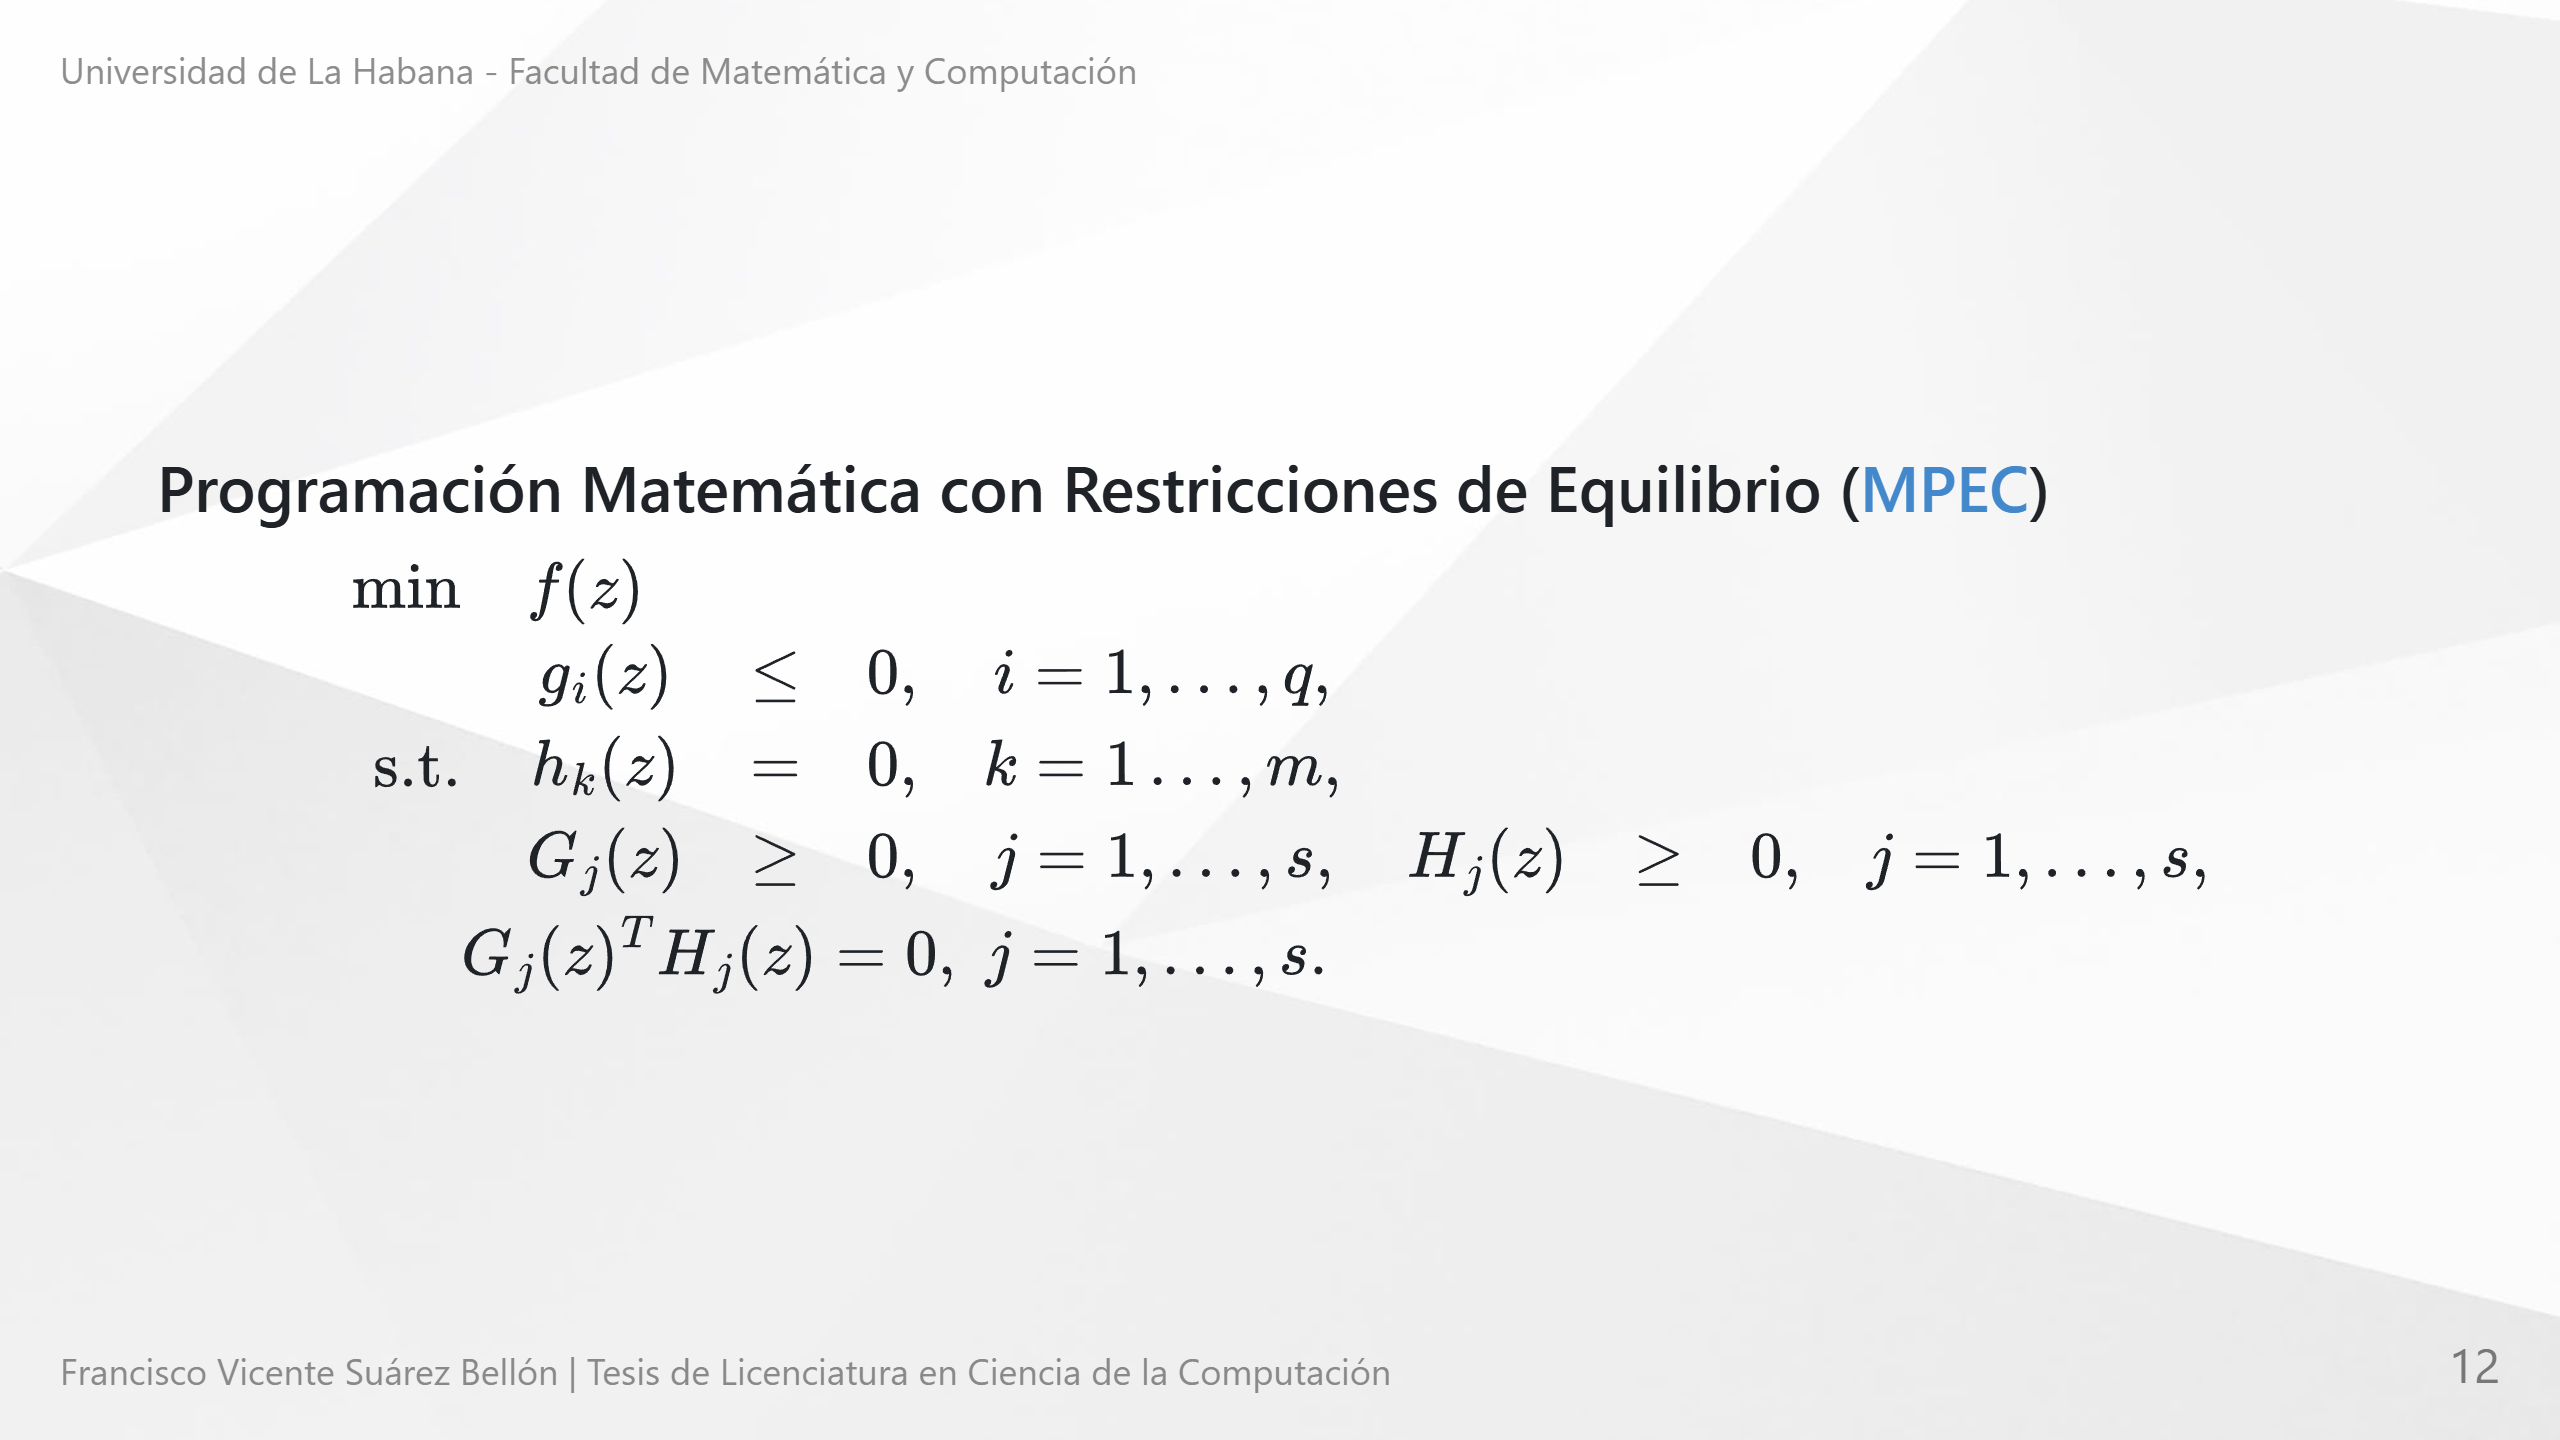 Universidad de La Habana - Facultad de Matemática y Computación
Programación Matemática con Restricciones de Equilibrio (MPEC)
min f(z)
g_i(z) ≤ 0, i = 1, . . . , q,
s.t. h_k(z) = 0, k = 1 . . . , m,
G_j(z) ≥ 0, j = 1, . . . , s, H_j(z) ≥ 0, j = 1, . . . , s,
G_j(z)^T H_j(z) = 0, j = 1, . . . , s.
Francisco Vicente Suárez Bellón | Tesis de Licenciatura en Ciencia de la Computación
12